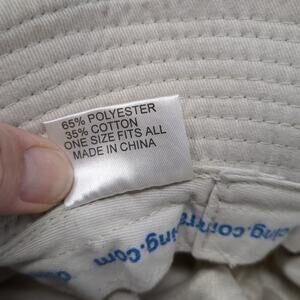 65% POLYESTER
35% COTTON
ONE SIZE FITS ALL
MADE IN CHINA